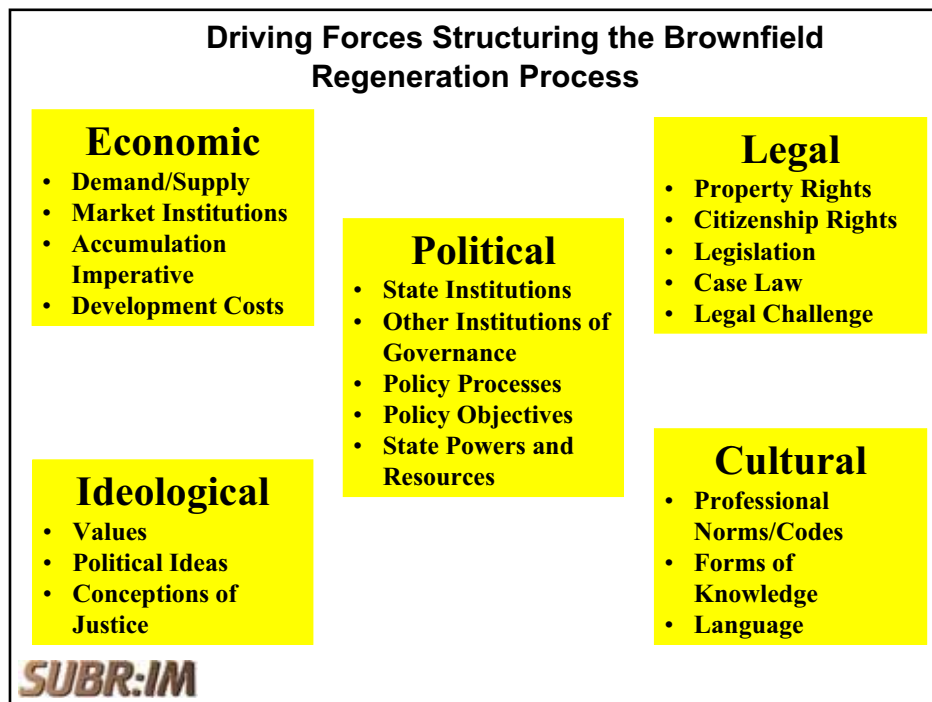 Driving Forces Structuring the Brownfield
Regeneration Process
Economic
• Demand/Supply
• Market Institutions
• Accumulation
Imperative
• Development Costs
Political
• State Institutions
• Other Institutions of
Governance
• Policy Processes
• Policy Objectives
• State Powers and
Resources
Legal
• Property Rights
• Citizenship Rights
• Legislation
• Case Law
• Legal Challenge
Ideological
• Values
• Political Ideas
• Conceptions of
Justice
Cultural
• Professional
Norms/Codes
• Forms of
Knowledge
• Language
SUBR:IM